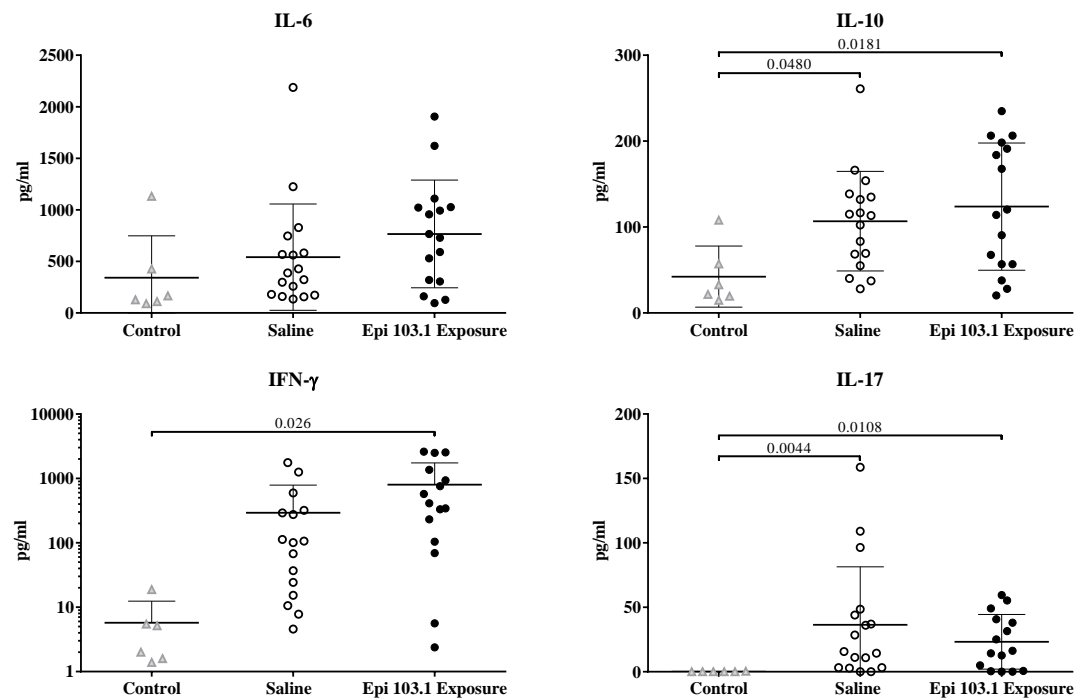 IL-6
2500
2000
1500
1000
500
0
pg/ml
Control Saline Epi 103.1 Exposure
IL-10
0.0181
0.0480
300
200
100
0
pg/ml
Control Saline Epi 103.1 Exposure
IFN-γ
0.026
10000
1000
100
10
1
pg/ml
Control Saline Epi 103.1 Exposure
IL-17
0.0108
0.0044
200
150
100
50
0
pg/ml
Control Saline Epi 103.1 Exposure